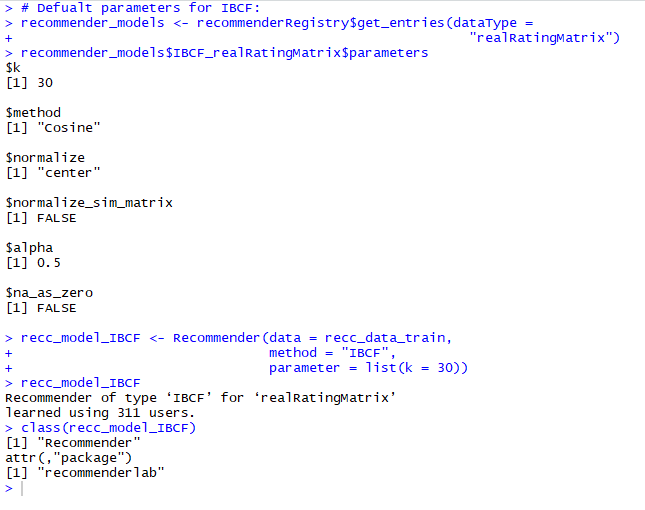 > # Defualt parameters for IBCF:
> recommender_models <- recommenderRegistry$get_entries(dataType =
+                                                         "realRatingMatrix")
> recommender_models$IBCF_realRatingMatrix$parameters
$k
[1] 30

$method
[1] "Cosine"

$normalize
[1] "center"

$normalize_sim_matrix
[1] FALSE

$alpha
[1] 0.5

$na_as_zero
[1] FALSE

> recc_model_IBCF <- Recommender(data = recc_data_train,
+                                method = "IBCF",
+                                parameter = list(k = 30))
> recc_model_IBCF
Recommender of type ‘IBCF’ for ‘realRatingMatrix’
learned using 311 users.
> class(recc_model_IBCF)
[1] "Recommender"
attr(,"package")
[1] "recommenderlab"
>